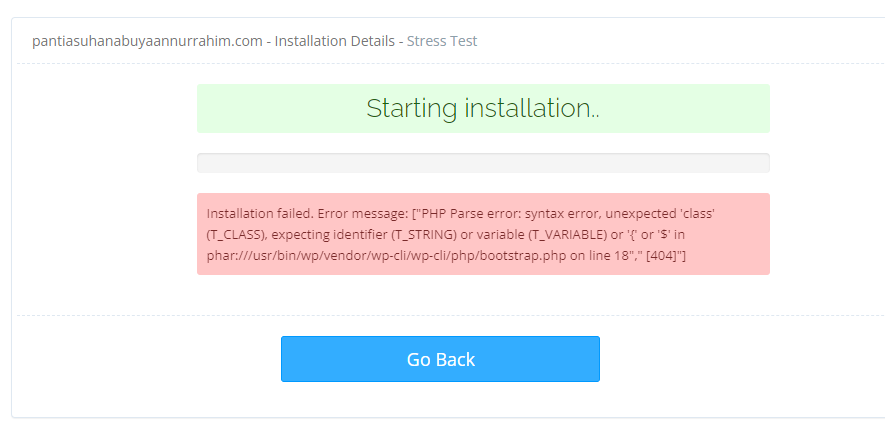 pantiasuhanabuyaannurrahim.com - Installation Details - Stress Test
Starting installation..
Installation failed. Error message: ["PHP Parse error: syntax error, unexpected 'class'
(T_CLASS), expecting identifier (T_STRING) or variable (T_VARIABLE) or '{' or '$' in
phar:///usr/bin/wp/vendor/wp-cli/wp-cli/php/bootstrap.php on line 18"," [404]"]
Go Back